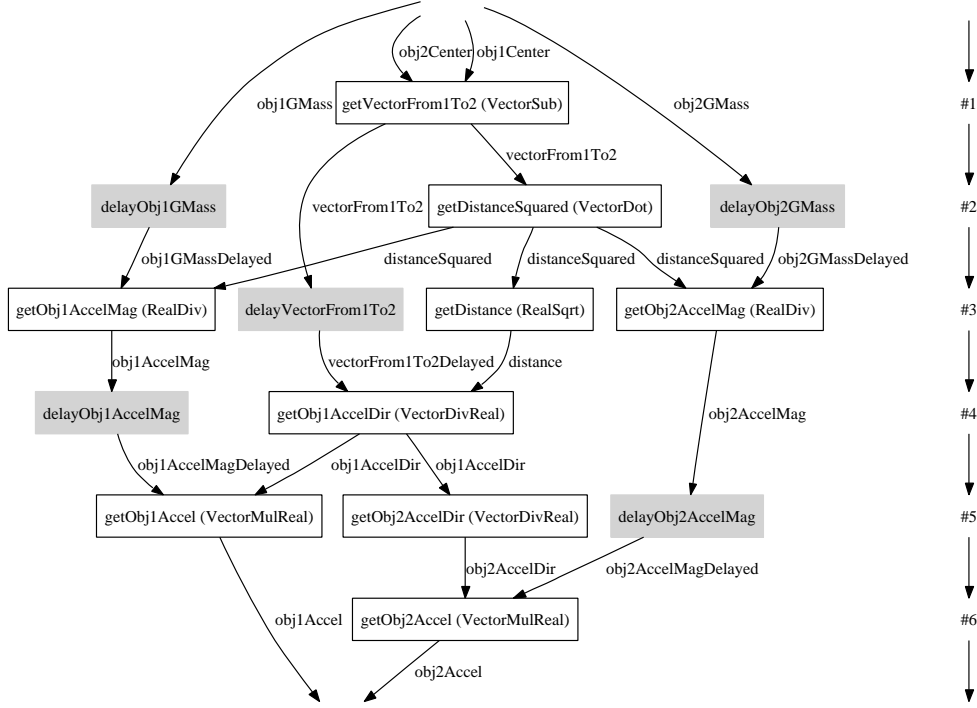 obj2Center
obj1Center
obj1GMass
getVectorFrom1To2 (VectorSub)
obj2GMass
#1
vectorFrom1To2
delayObj1GMass
vectorFrom1To2
getDistanceSquared (VectorDot)
delayObj2GMass
#2
obj1GMassDelayed
distanceSquared
distanceSquared
distanceSquared
obj2GMassDelayed
getObj1AccelMag (RealDiv)
delayVectorFrom1To2
getDistance (RealSqrt)
getObj2AccelMag (RealDiv)
#3
obj1AccelMag
vectorFrom1To2Delayed
distance
delayObj1AccelMag
getObj1AccelDir (VectorDivReal)
obj2AccelMag
#4
obj1AccelMagDelayed
obj1AccelDir
obj1AccelDir
getObj1Accel (VectorMulReal)
getObj2AccelDir (VectorDivReal)
delayObj2AccelMag
#5
obj2AccelDir
obj2AccelMagDelayed
obj1Accel
getObj2Accel (VectorMulReal)
#6
obj2Accel